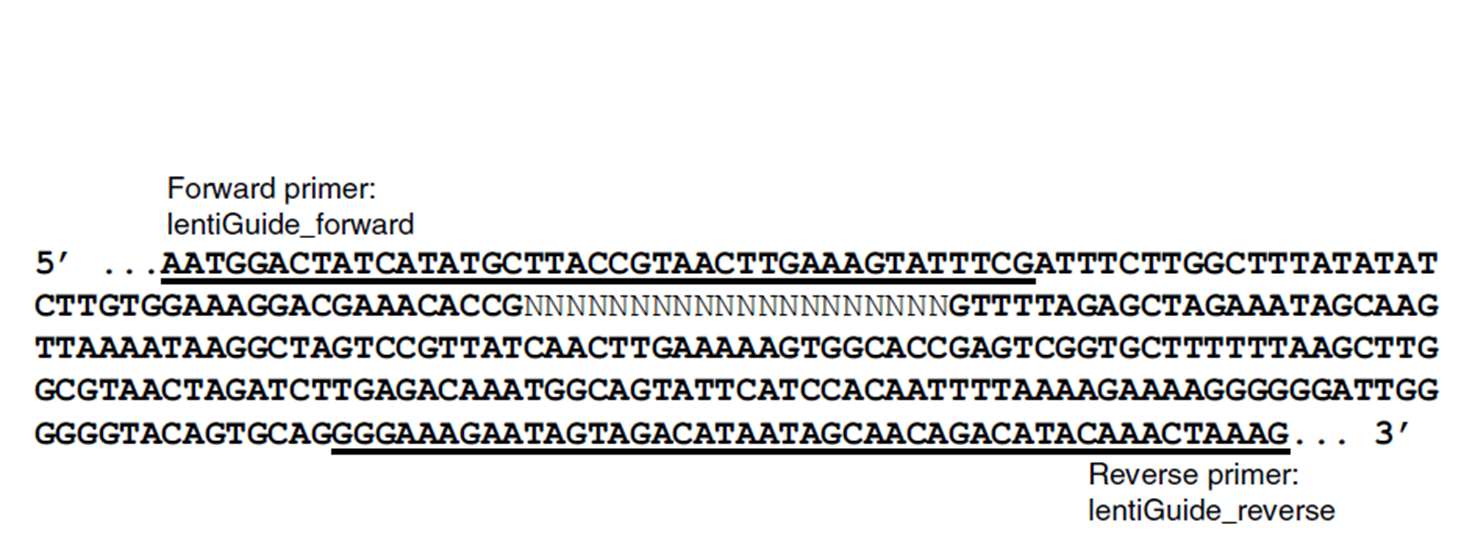 Forward primer:
lentiGuide_forward
5′ ...AATGGACTATCATATGCTTACCGTAACTTGAAAGTATTTCGATTTCTTGGCTTTATATAT
CTTGTGGAAAGGACGAAACACCGNNNNNNNNNNNNNNNNNNNNGTTTTAGAGCTAGAAATAGCAAG
TTAAAATAAGGCTAGTCCGTTATCAACTTGAAAAAGTGGCACCGAGTCGGTGCTTTTTTAAGCTTG
GCGTAACTAGATCTTGAGACAAATGGCAGTATTCATCCACAATTTTAAAAGAAAAGGGGGGATTGG
GGGGTACAGTGCAGGGGAAAGAATAGTAGACATAATAGCAACAGACATACAAACTAAAG... 3′
Reverse primer:
lentiGuide_reverse